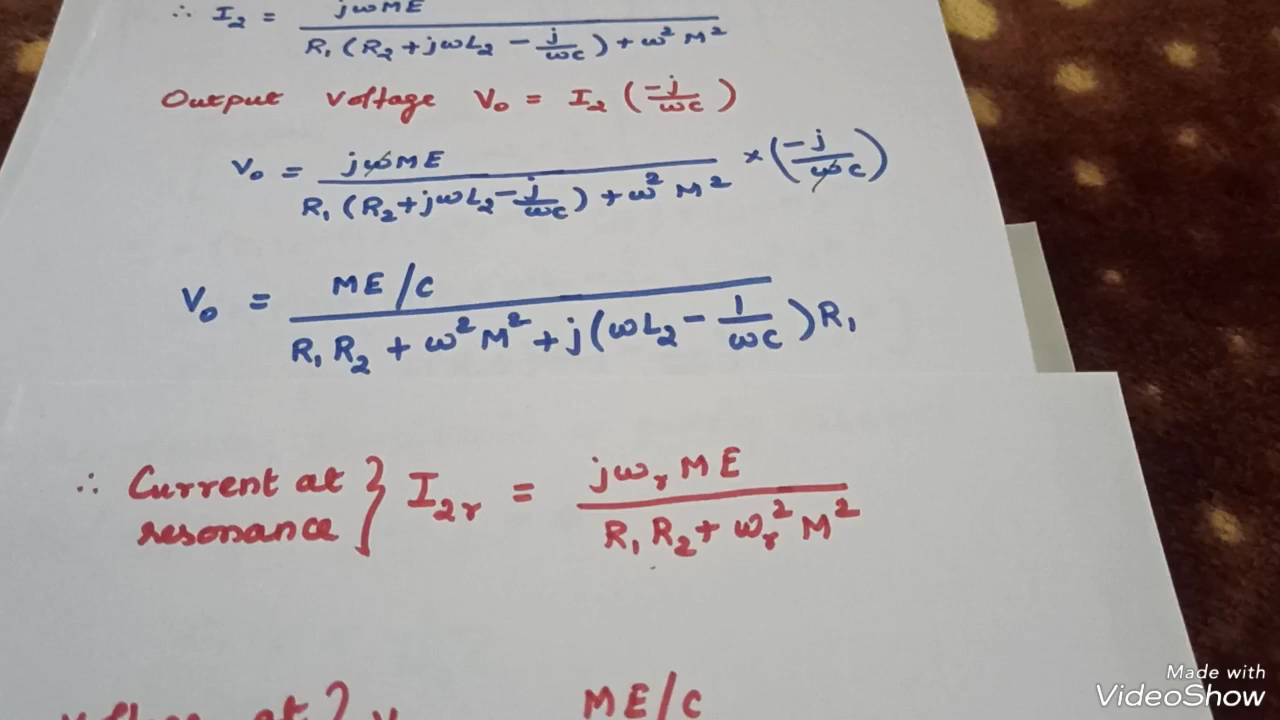 ∴ I₂ = jωME / R₁(R₂+jωL₂ - j/ωc)+ω²M²
Output Voltage V₀ = I₂ (-j/ωc)
V₀ = jωME / R₁(R₂+jωL₂-j/ωc)+ω²M² × (-j/ωc)
V₀ = ME/C / R₁R₂ + ω²M²+j(ωL₂ - 1/ωC)R₁
∴ Current at resonance } I₂ᵣ = jωᵣME / R₁R₂+ωᵣ²M²
at } ME/C
Made with
VideoShow